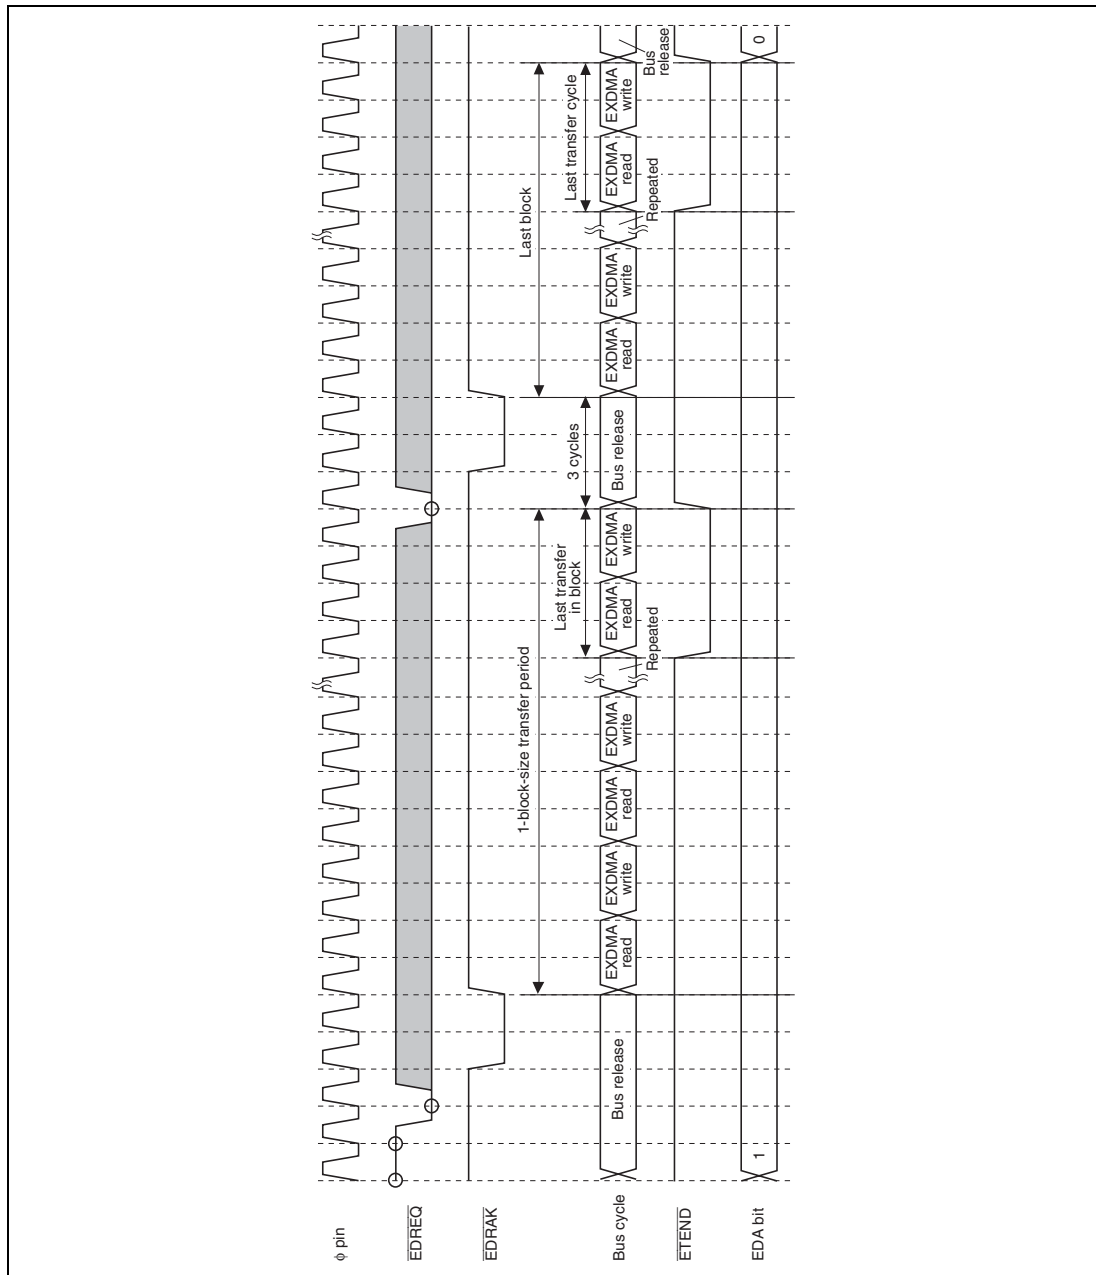 φ pin
EDREQ
EDRAK
1-block-size transfer period
Last block
Last transfer
in block
3 cycles
Last transfer cycle
Bus cycle
Bus release
EXDMA
read
EXDMA
write
EXDMA
read
EXDMA
write
Repeated
EXDMA
read
EXDMA
write
Bus release
EXDMA
read
EXDMA
write
Repeated
EXDMA
read
EXDMA
write
Bus
release
ETEND
EDA bit
1
0